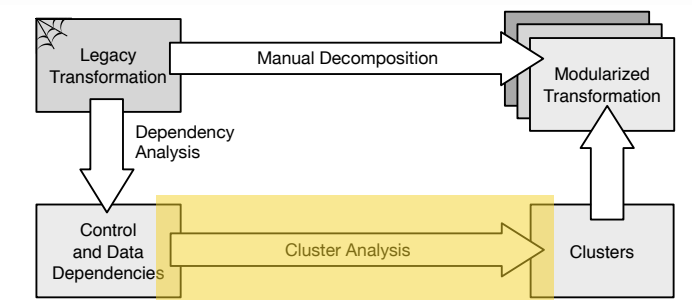 Legacy
Transformation
Manual Decomposition
Modularized
Transformation
Dependency
Analysis
Control
and Data
Dependencies
Cluster Analysis
Clusters